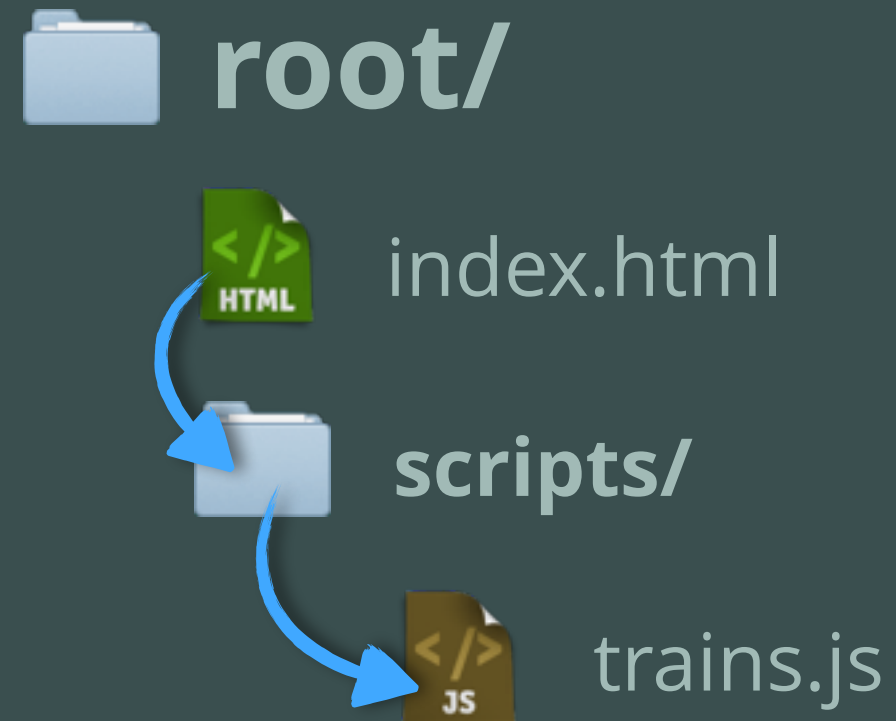 root/
</>
HTML
index.html
scripts/
</>
JS
trains.js